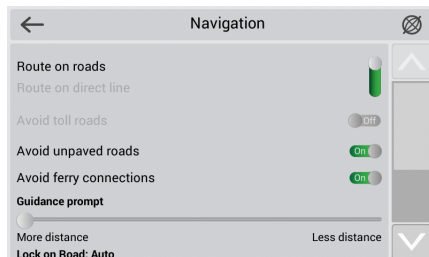 Navigation
Route on roads
Route on direct line
Avoid toll roads
Off
Avoid unpaved roads
On
Avoid ferry connections
On
Guidance prompt
More distance
Less distance
Lock on Road: Auto